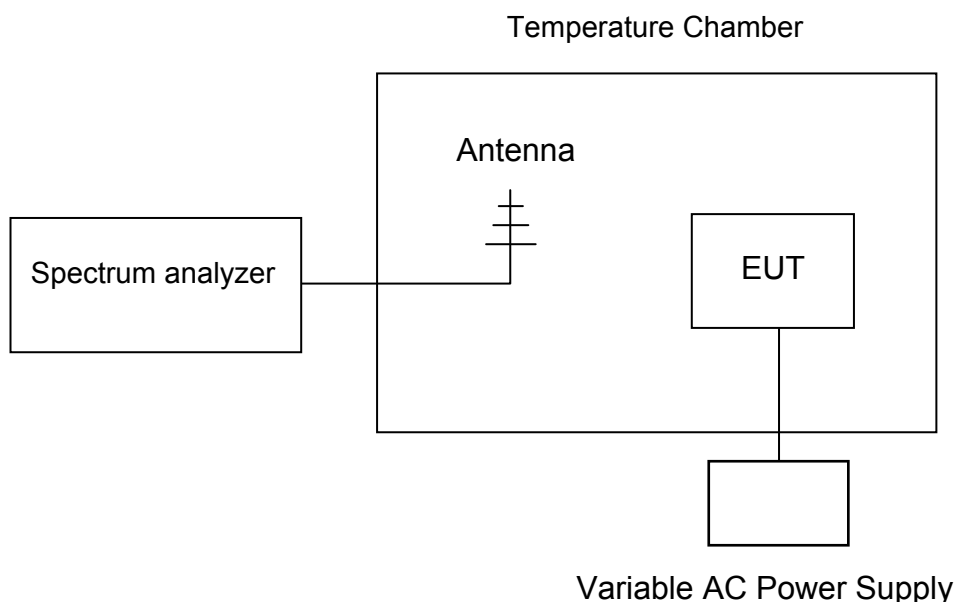 Temperature Chamber
Antenna
Spectrum analyzer
EUT
Variable AC Power Supply